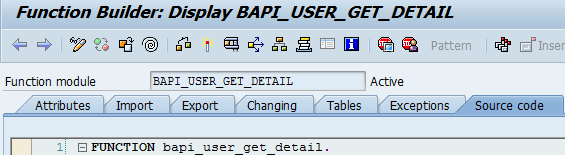 Function Builder: Display BAPI_USER_GET_DETAIL
Pattern Inser
Function module BAPI_USER_GET_DETAIL Active
Attributes Import Export Changing Tables Exceptions Source code
1 FUNCTION bapi_user_get_detail.